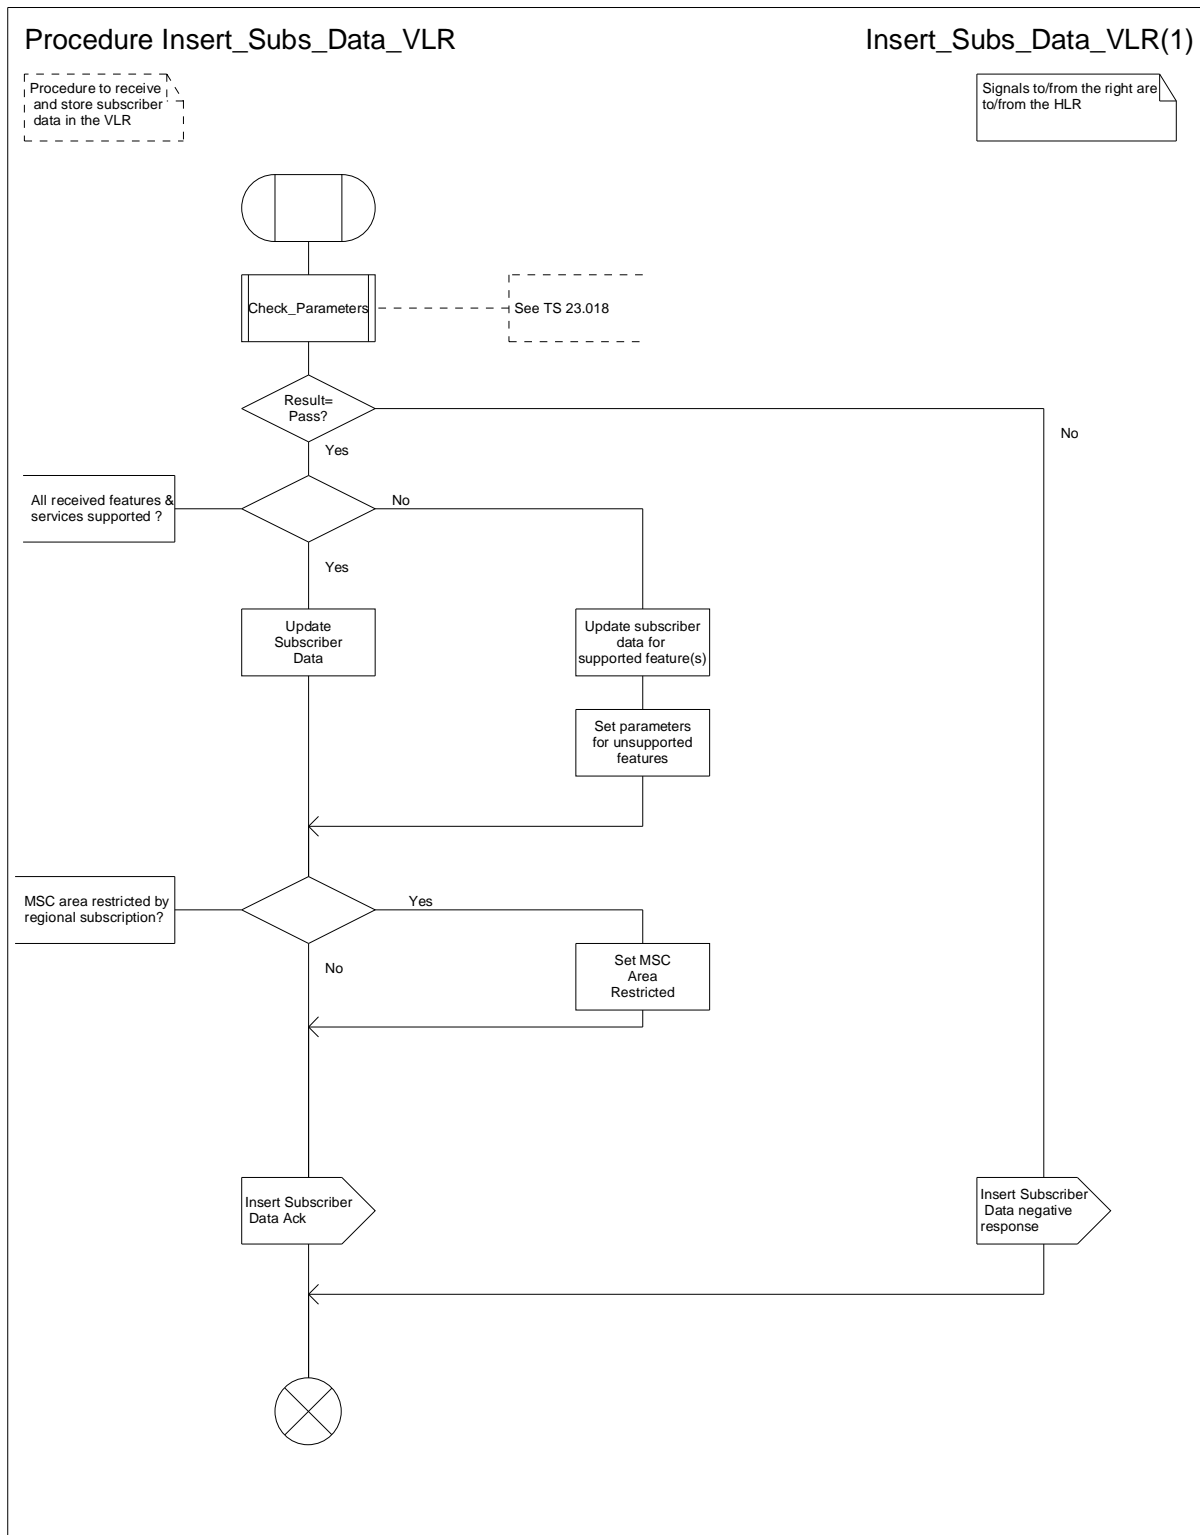 Procedure Insert_Subs_Data_VLR
Insert_Subs_Data_VLR(1)
Procedure to receive
and store subscriber
data in the VLR
Signals to/from the right are
to/from the HLR
Check_Parameters
See TS 23.018
Result=
Pass?
No
Yes
All received features &
services supported ?
No
Yes
Update
Subscriber
Data
Update subscriber
data for
supported feature(s)
Set parameters
for unsupported
features
MSC area restricted by
regional subscription?
Yes
No
Set MSC
Area
Restricted
Insert Subscriber
Data Ack
Insert Subscriber
Data negative
response